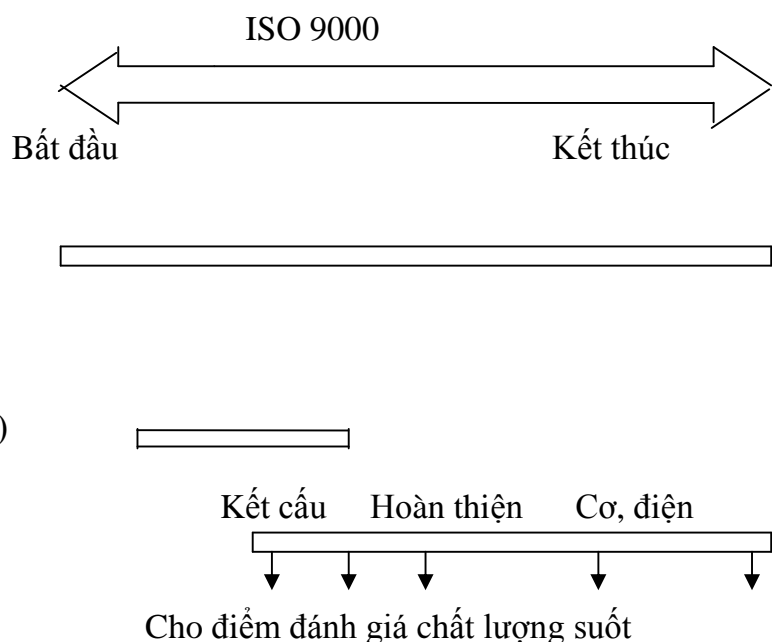 ISO 9000
Bất đầu Kết thúc
)
Kết cấu Hoàn thiện Cơ, điện
Cho điểm đánh giá chất lượng suốt